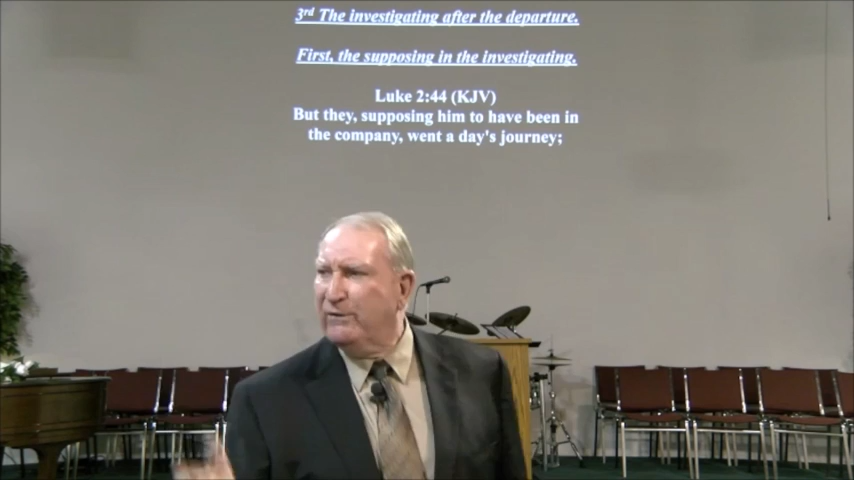 3rd The investigating after the departure.
First, the supposing in the investigating.
Luke 2:44 (KJV)
But they, supposing him to have been in
the company, went a day's journey;